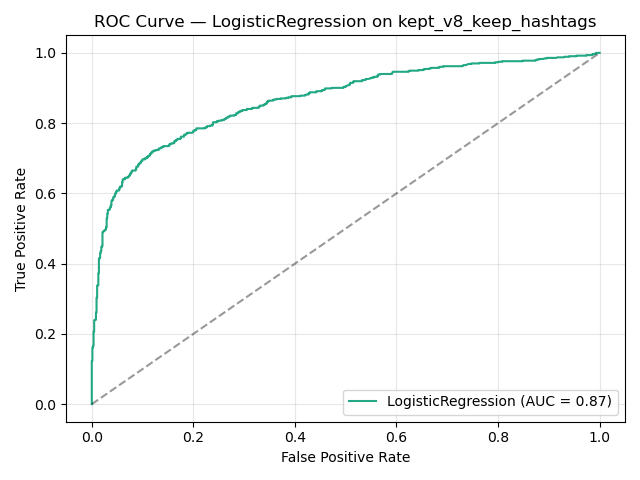 ROC Curve — LogisticRegression on kept_v8_keep_hashtags
1.0
0.8
0.6
0.4
0.2
0.0
True Positive Rate
LogisticRegression (AUC = 0.87)
0.0 0.2 0.4 0.6 0.8 1.0
False Positive Rate